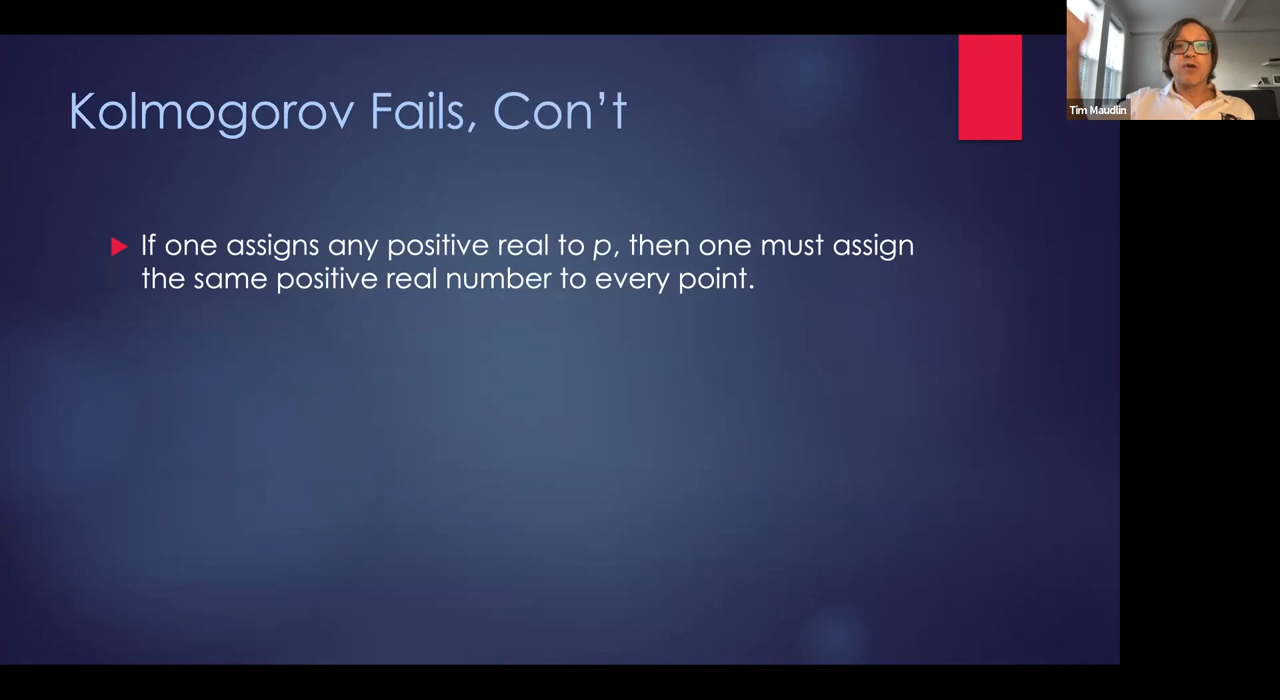 Kolmogorov Fails, Con’t
If one assigns any positive real to p, then one must assign
the same positive real number to every point.
Tim Maudlin